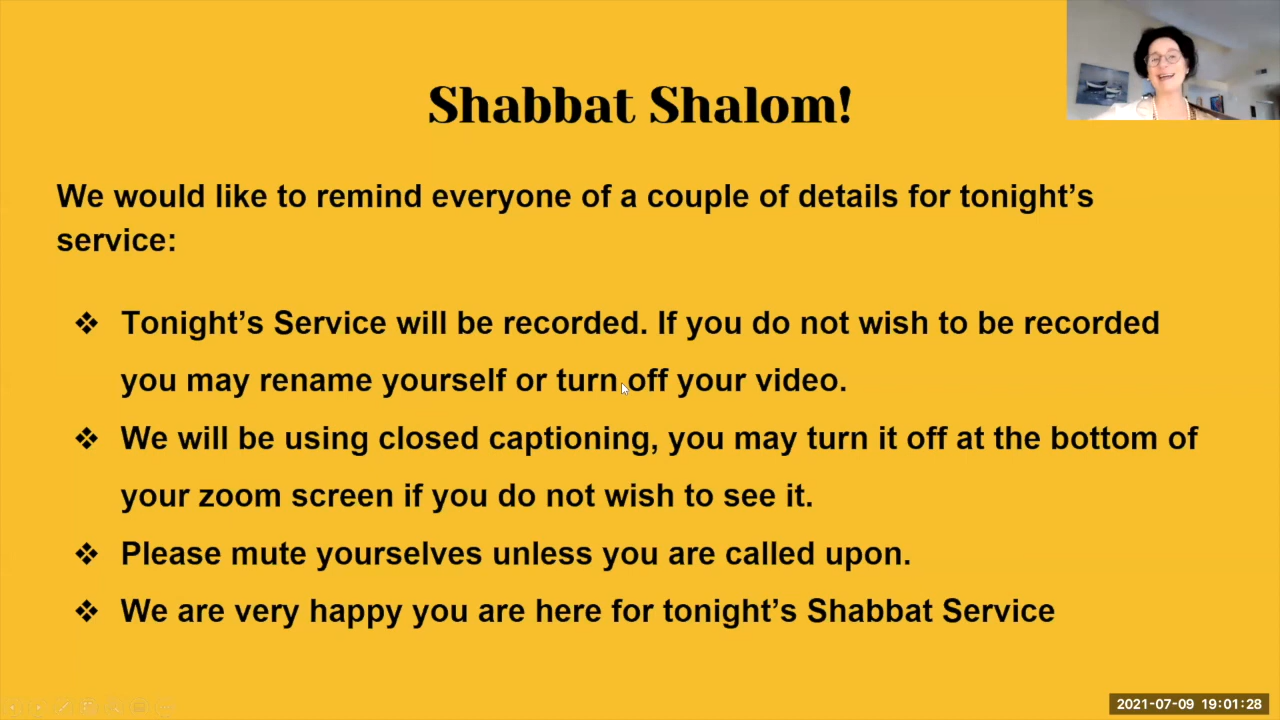 Shabbat Shalom!
We would like to remind everyone of a couple of details for tonight’s
service:
❖ Tonight’s Service will be recorded. If you do not wish to be recorded
you may rename yourself or turn off your video.
❖ We will be using closed captioning, you may turn it off at the bottom of
your zoom screen if you do not wish to see it.
❖ Please mute yourselves unless you are called upon.
❖ We are very happy you are here for tonight’s Shabbat Service
2021-07-09 19:01:28